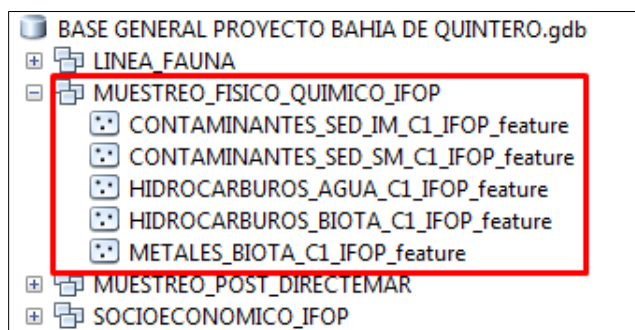 BASE GENERAL PROYECTO BAHIA DE QUINTERO.gdb
LINEA_FAUNA
MUESTREO_FISICO_QUIMICO_IFOP
CONTAMINANTES_SED_IM_C1_IFOP_feature
CONTAMINANTES_SED_SM_C1_IFOP_feature
HIDROCARBUROS_AGUA_C1_IFOP_feature
HIDROCARBUROS_BIOTA_C1_IFOP_feature
METALES_BIOTA_C1_IFOP_feature
MUESTREO_POST_DIRECTEMAR
SOCIOECONOMICO_IFOP